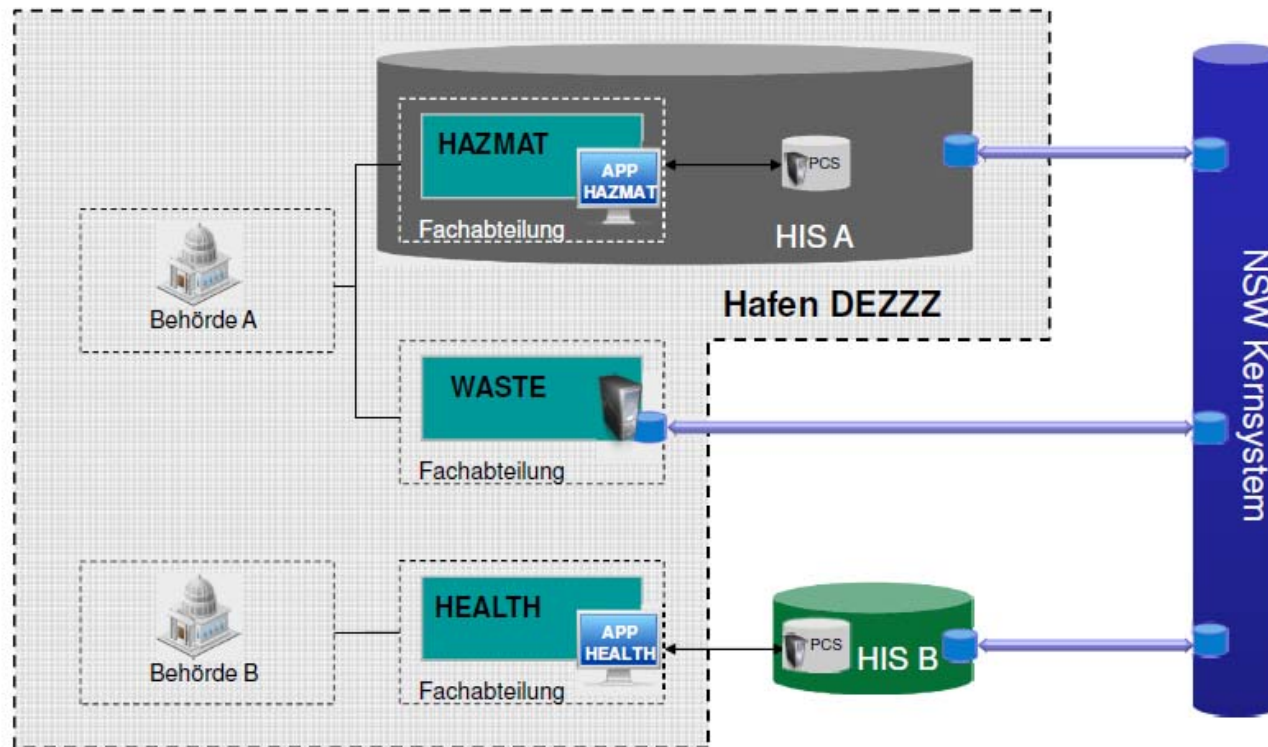 HAZMAT
APP
HAZMAT
Fachabteilung
PCS
HIS A
Behörde A
Hafen DEZZZ
WASTE
Fachabteilung
NSW Kernsystem
HEALTH
APP
HEALTH
Fachabteilung
Behörde B
PCS
HIS B